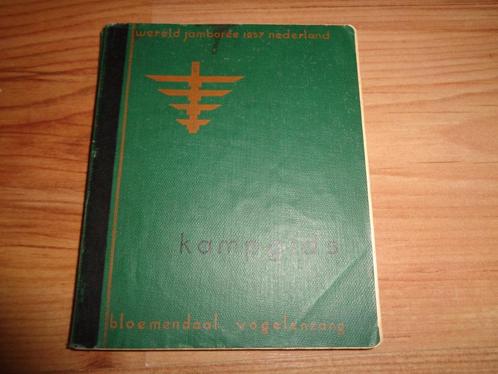 wereld jamborée 1937 nederland
kampgids
bloemendaal. vogelenzang